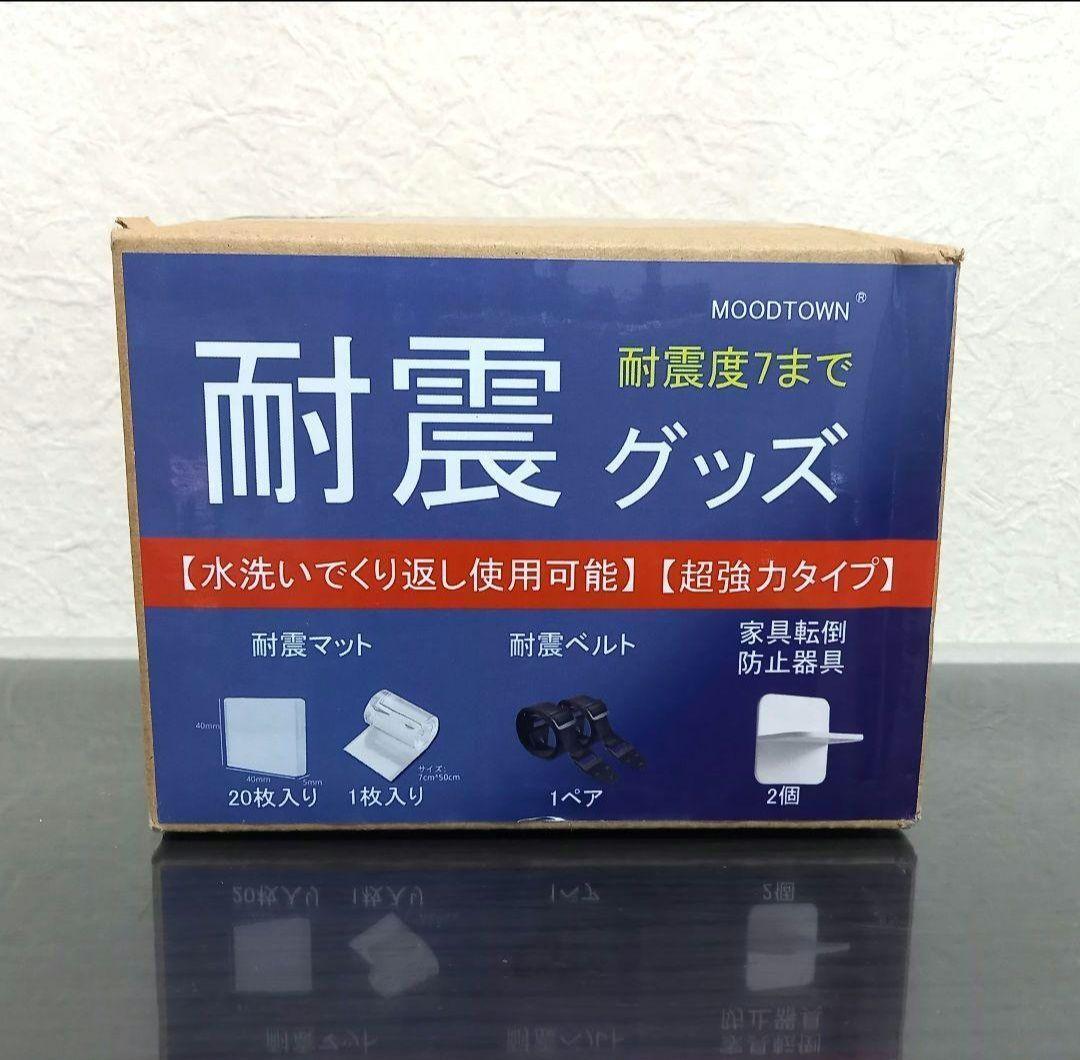 MOODTOWN®
耐震度7まで
耐震グッズ
【水洗いでくり返し使用可能】【超強力タイプ】
耐震マット
耐震ベルト
家具転倒
防止器具
40mm
40mm
5mm
サイズ:
7cm*50cm
20枚入り
1枚入り
1ペア
2個